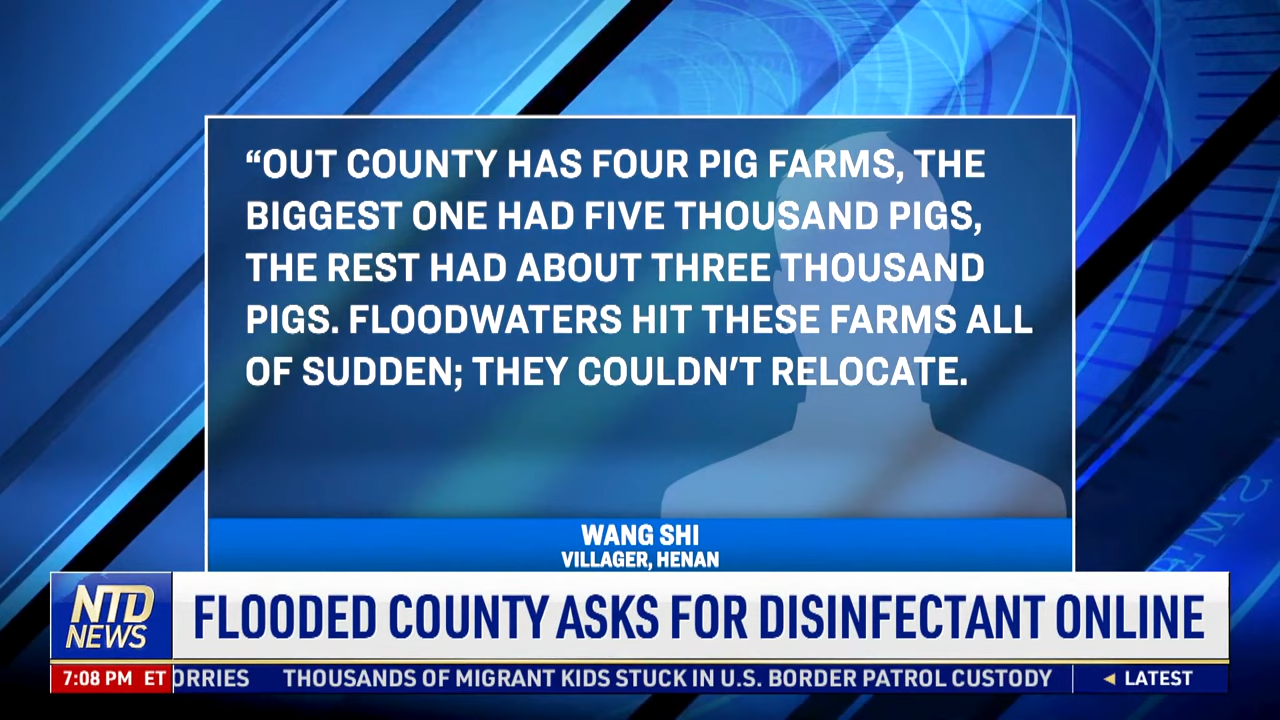 “OUT COUNTY HAS FOUR PIG FARMS, THE
BIGGEST ONE HAD FIVE THOUSAND PIGS,
THE REST HAD ABOUT THREE THOUSAND
PIGS. FLOODWATERS HIT THESE FARMS ALL
OF SUDDEN; THEY COULDN’T RELOCATE.
WANG SHI
VILLAGER, HENAN
NTD
NEWS
FLOODED COUNTY ASKS FOR DISINFECTANT ONLINE
7:08 PM ET
ORRIES THOUSANDS OF MIGRANT KIDS STUCK IN U.S. BORDER PATROL CUSTODY
◄ LATEST